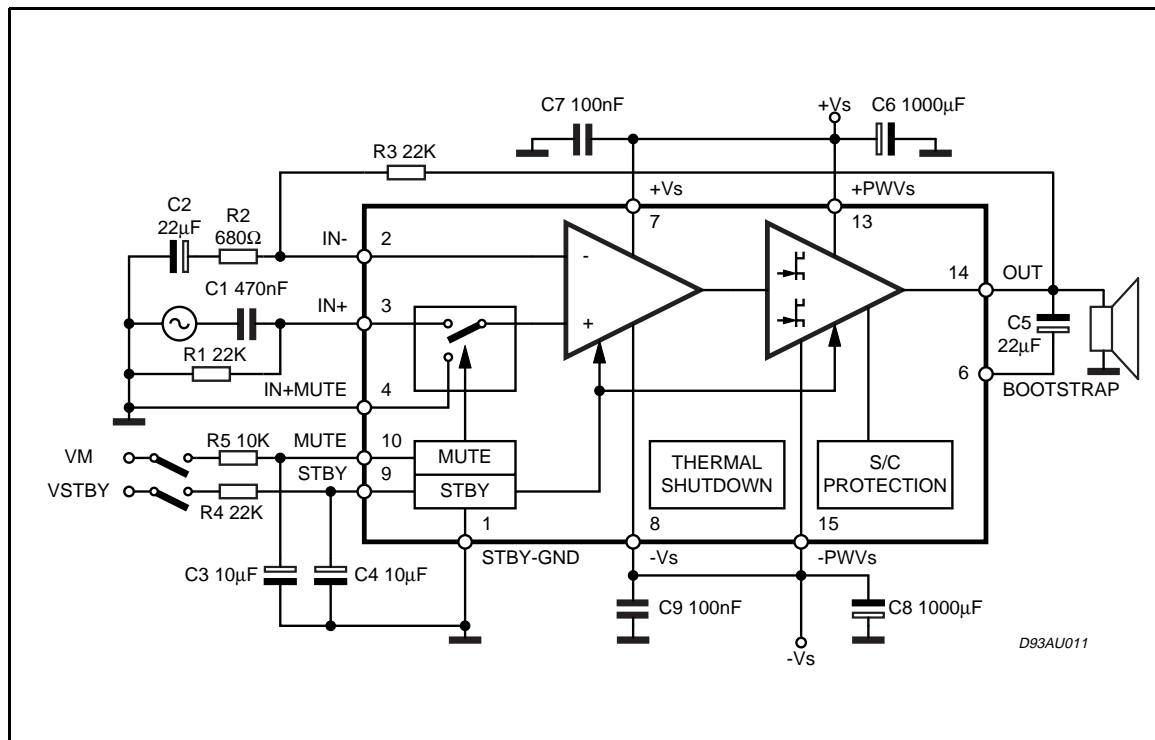 C7 100nF
+Vs
C6 1000µF
R3 22K
+Vs
+PWVs
C2
22µF
R2
680Ω
7
13
IN-
2
-
14
OUT
C1 470nF
IN+
3
+
C5
22µF
R1 22K
6
IN+MUTE
4
BOOTSTRAP
VM
R5 10K
MUTE
10
MUTE
THERMAL
SHUTDOWN
S/C
PROTECTION
VSTBY
R4 22K
STBY
9
STBY
1
8
15
STBY-GND
-Vs
-PWVs
C3 10µF
C4 10µF
C9 100nF
C8 1000µF
-Vs
D93AU011